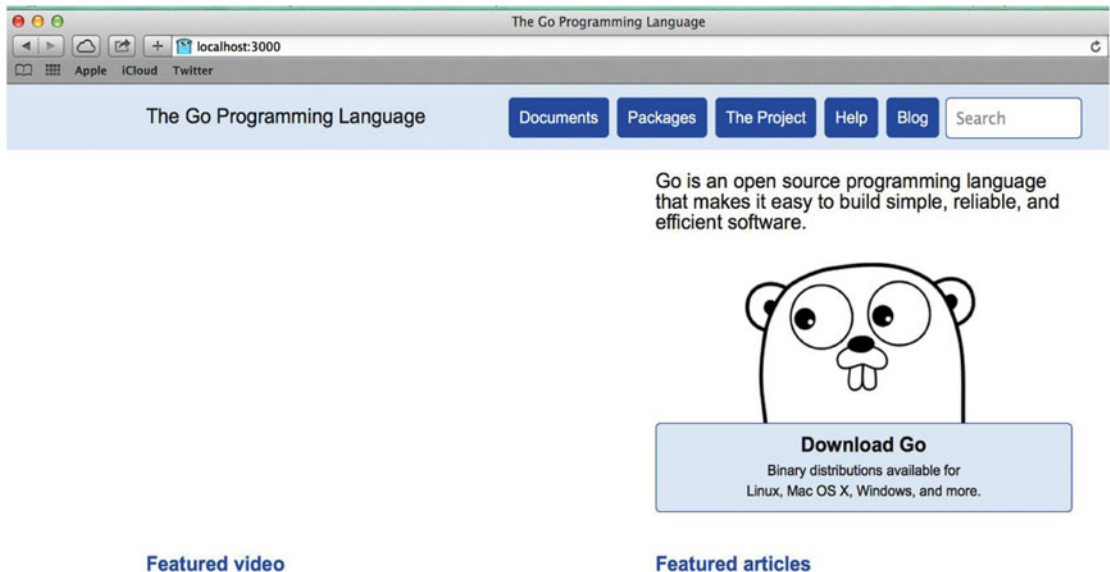 The Go Programming Language
localhost:3000
Apple iCloud Twitter
The Go Programming Language
Documents Packages The Project Help Blog Search
Go is an open source programming language
that makes it easy to build simple, reliable, and
efficient software.
Download Go
Binary distributions available for
Linux, Mac OS X, Windows, and more.
Featured video
Featured articles